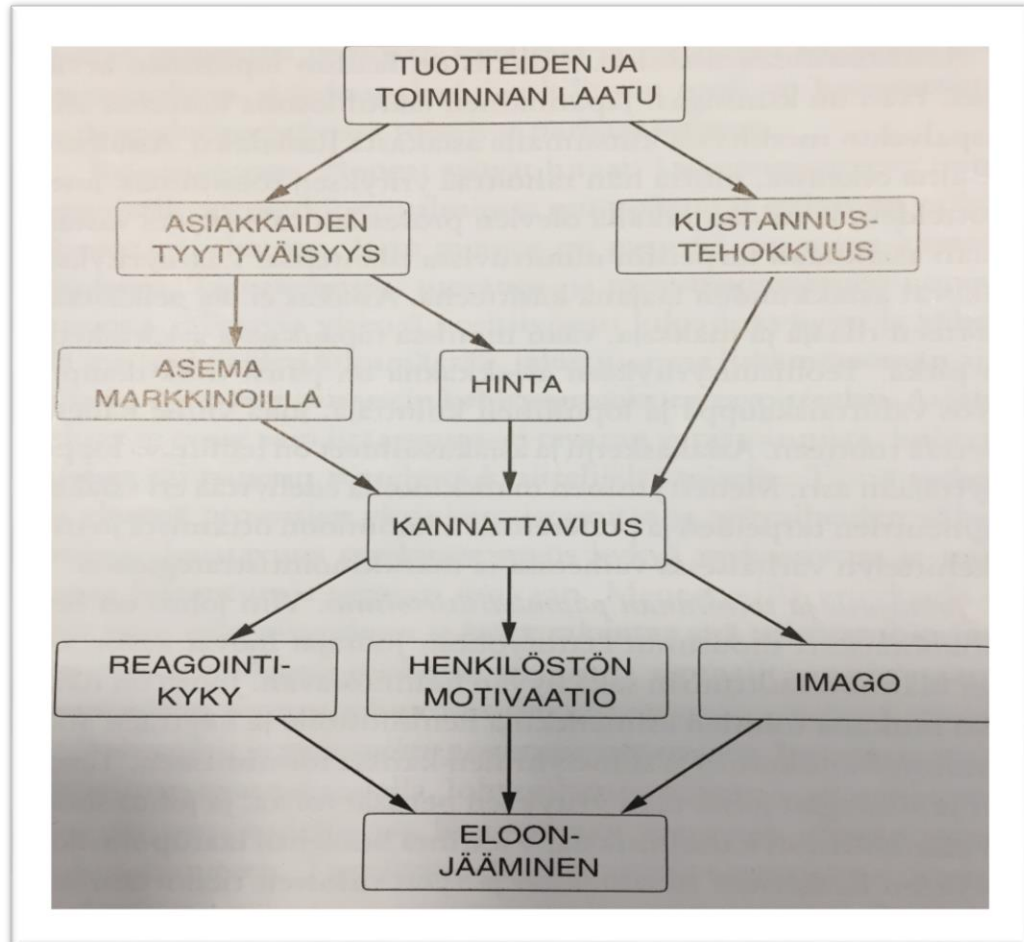 TUOTTEIDEN JA
TOIMINNAN LAATU
ASIAKKAIDEN
TYYTYVÄISYYS
KUSTANNUS-
TEHOKKUUS
ASEMA
MARKKINOILLA
HINTA
KANNATTAVUUS
REAGOINTI-
KYKY
HENKILÖSTÖN
MOTIVAATIO
IMAGO
ELOON-
JÄÄMINEN